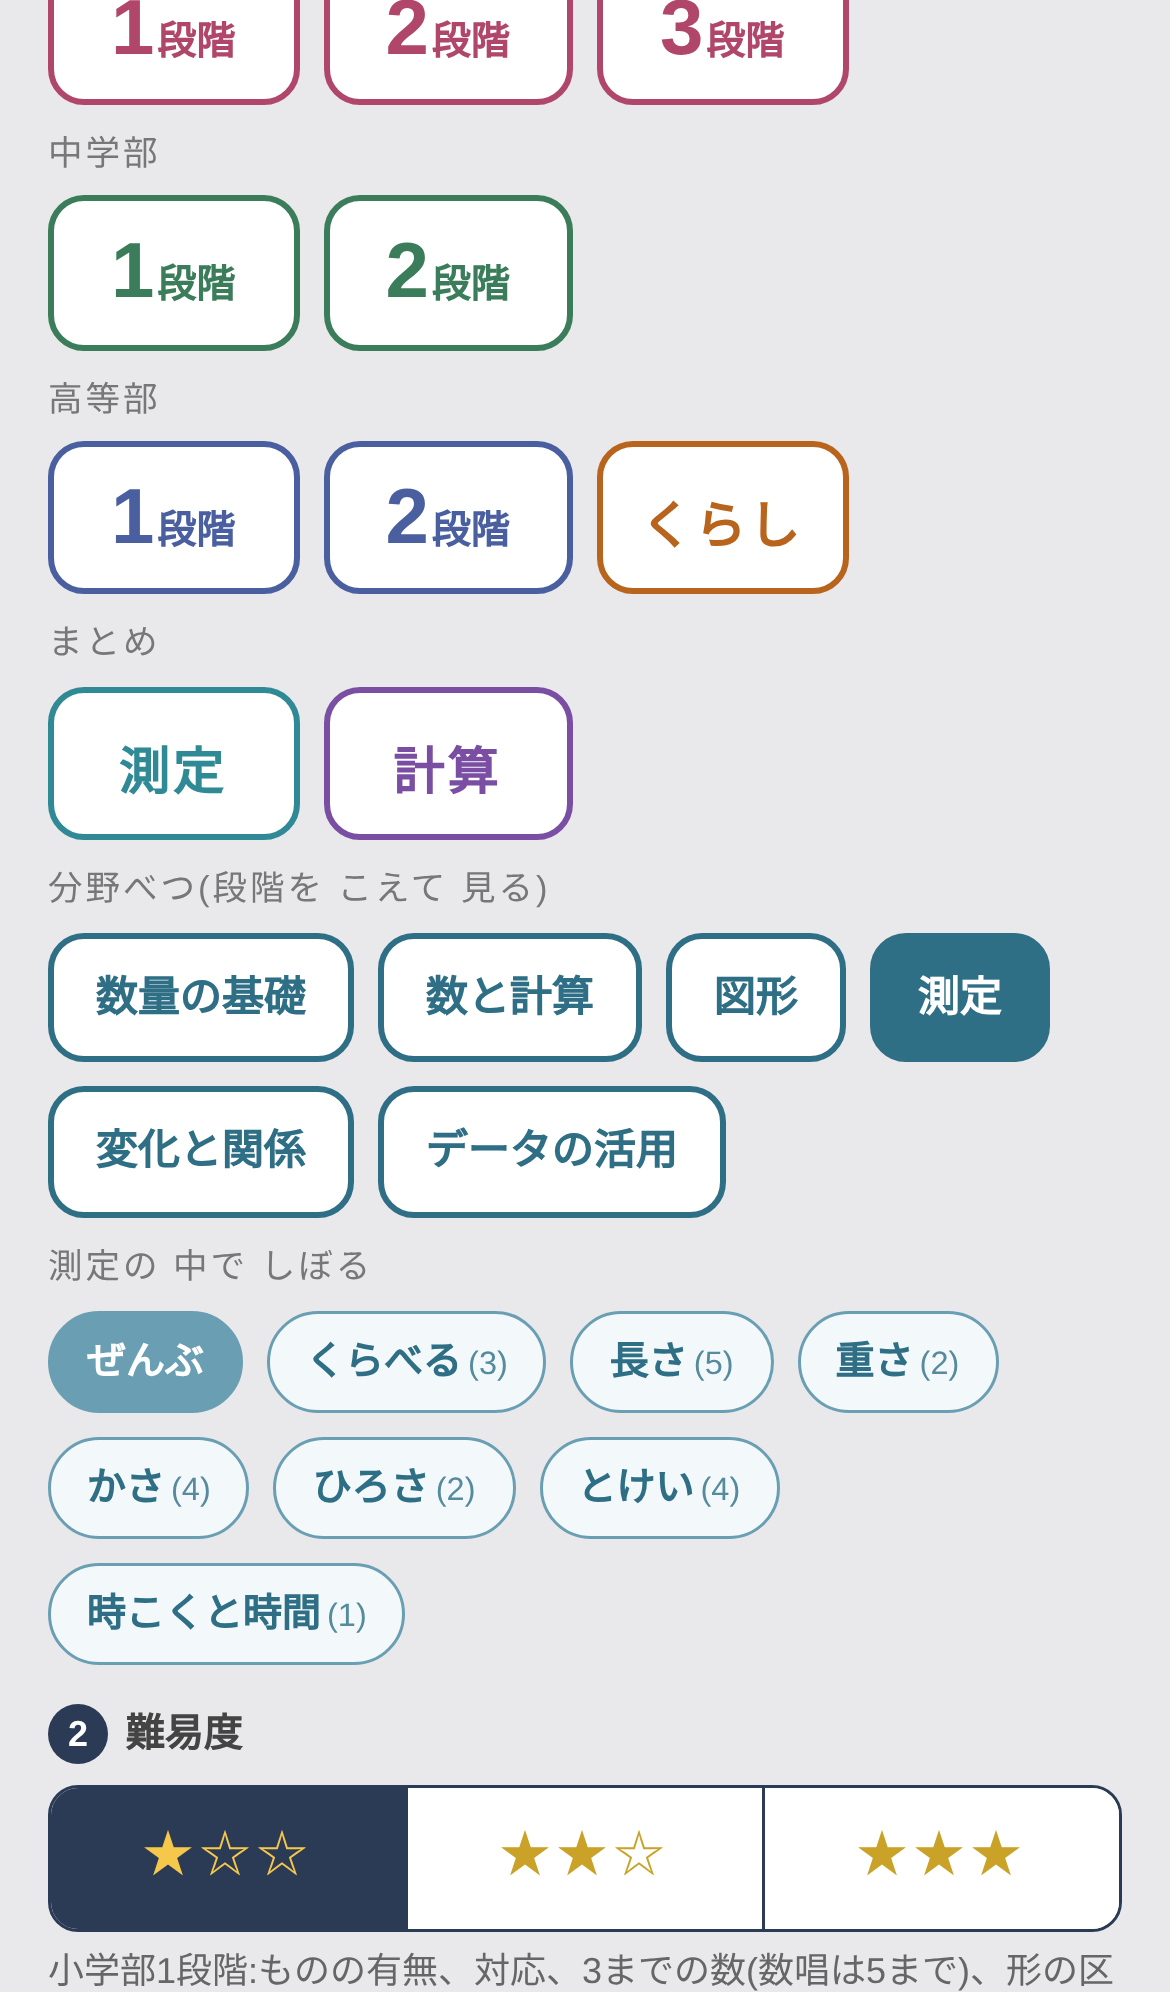 1段階 2段階 3段階
中学部
1段階 2段階
高等部
1段階 2段階 くらし
まとめ
測定 計算
分野べつ(段階を こえて 見る)
数量の基礎 数と計算 図形 測定
変化と関係 データの活用
測定の 中で しぼる
ぜんぶ くらべる(3) 長さ(5) 重さ(2)
かさ(4) ひろさ(2) とけい(4)
時こくと時間(1)
2 難易度
★☆☆ ★★☆ ★★★
小学部1段階:ものの有無、対応、3までの数(数唱は5まで)、形の区